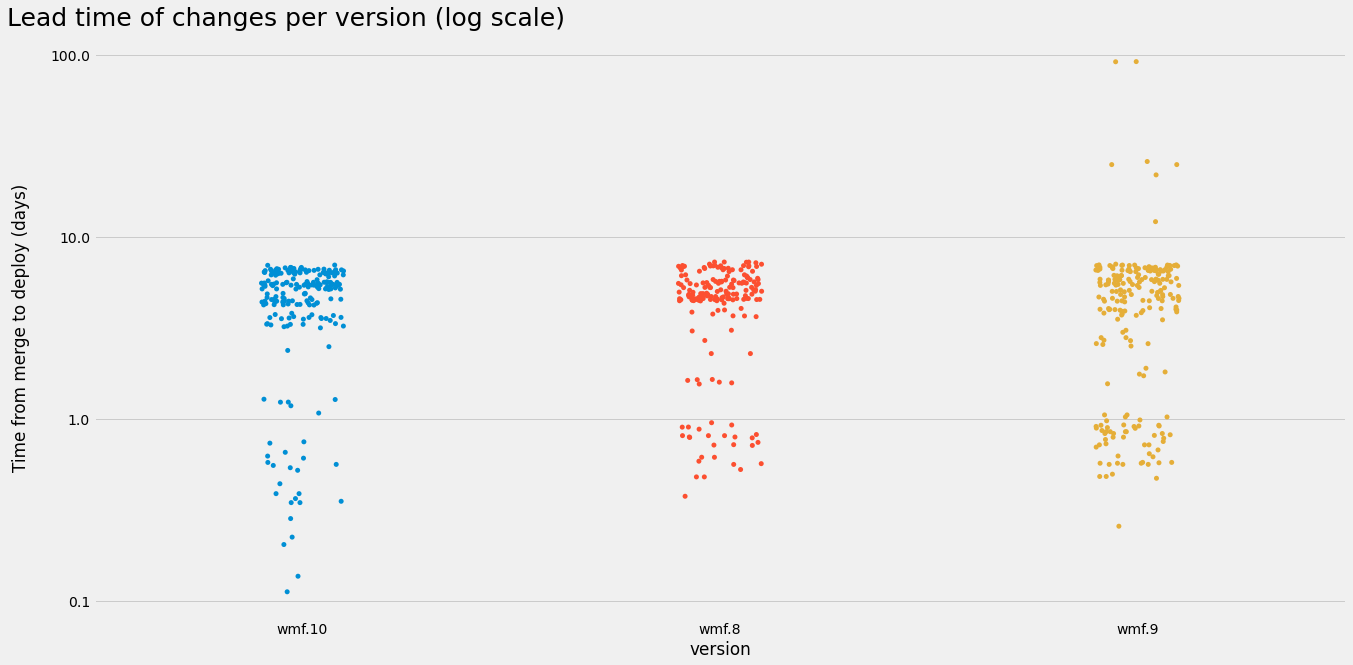 Lead time of changes per version (log scale)
Time from merge to deploy (days)
100.0
10.0
1.0
0.1
wmf.10
wmf.8
wmf.9
version